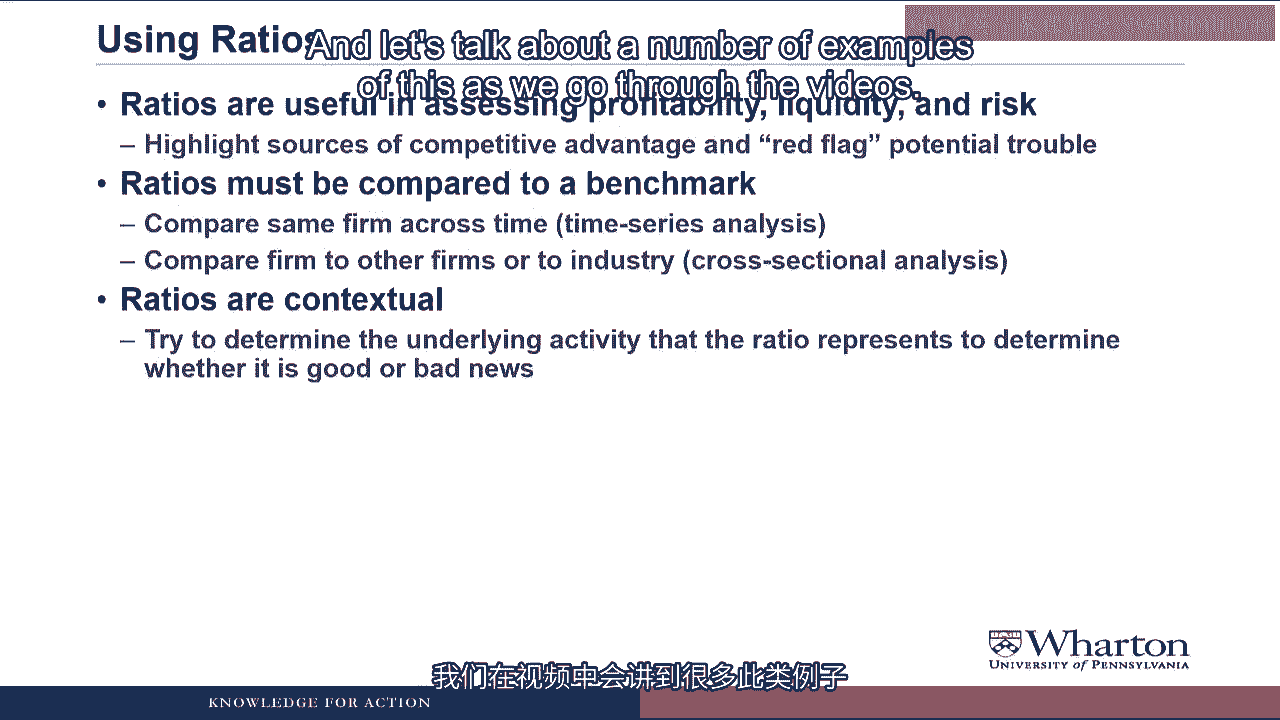 Using Ratios
And let's talk about a number of examples
of this as we go through the videos.
• Ratios are useful in assessing profitability, liquidity, and risk
– Highlight sources of competitive advantage and “red flag” potential trouble
• Ratios must be compared to a benchmark
– Compare same firm across time (time-series analysis)
– Compare firm to other firms or to industry (cross-sectional analysis)
• Ratios are contextual
– Try to determine the underlying activity that the ratio represents to determine
whether it is good or bad news
Wharton
UNIVERSITY of PENNSYLVANIA
我们在视频中会讲到很多此类例子
KNOWLEDGE FOR ACTION